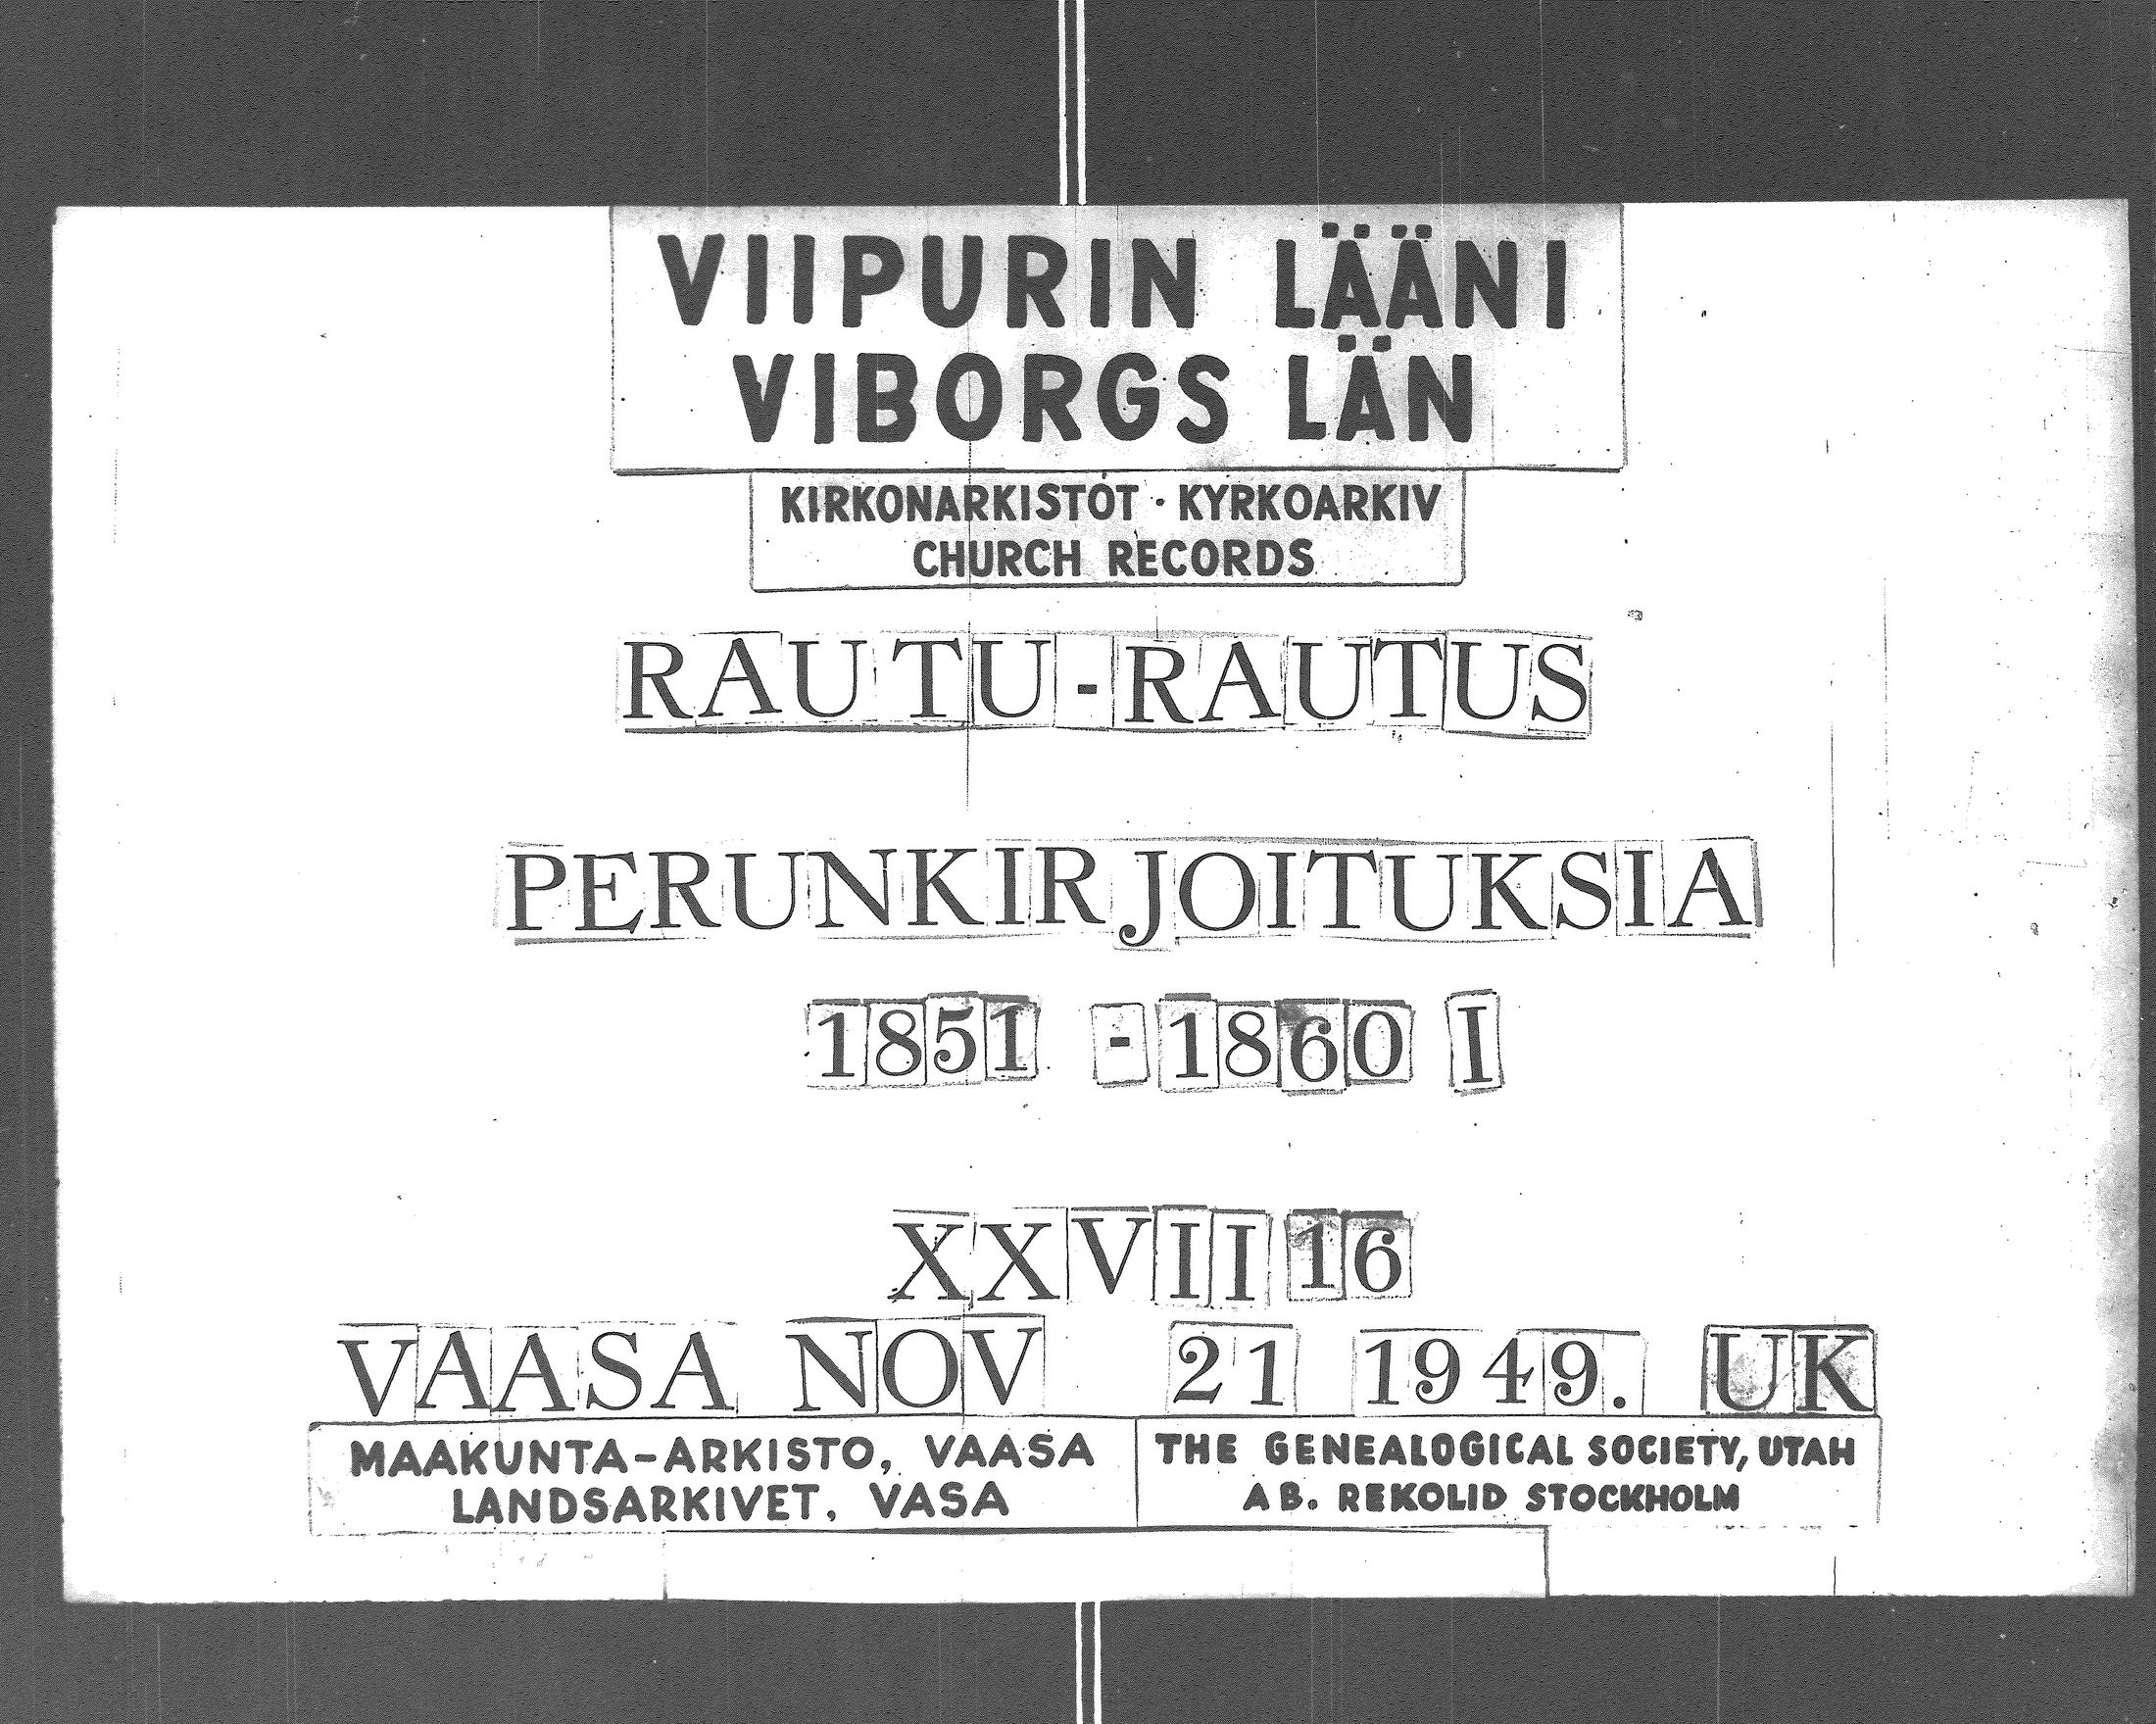 VIIPURIN LÄÄNI
VIBORGS LÄN
KIRKONARKISTOT · KYRKOARKIV
CHURCH RECORDS
RAUTU-RAUTUS
PERUNKIRJOITUKSIA
1851 - 1860 I
XXVII 16
VAASA NOV 21 1949. UK
MAAKUNTA-ARKISTO, VAASA
LANDSARKIVET, VASA
THE GENEALOGICAL SOCIETY, UTAH
AB. REKOLID STOCKHOLM